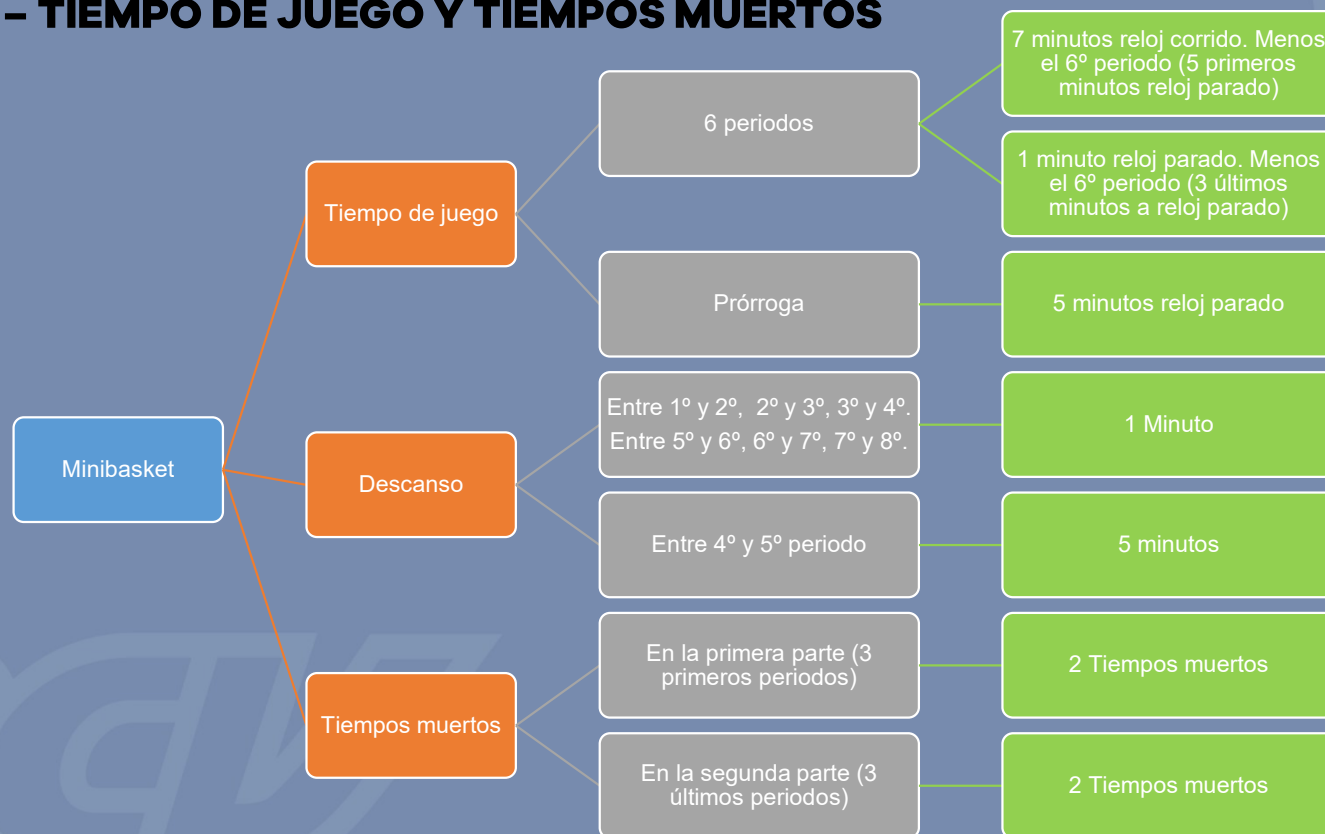 – TIEMPO DE JUEGO Y TIEMPOS MUERTOS
7 minutos reloj corrido. Menos
el 6º periodo (5 primeros
minutos reloj parado)
6 periodos
1 minuto reloj parado. Menos
el 6º periodo (3 últimos
minutos a reloj parado)
Tiempo de juego
Prórroga
5 minutos reloj parado
Entre 1º y 2º, 2º y 3º, 3º y 4º.
Entre 5º y 6º, 6º y 7º, 7º y 8º.
1 Minuto
Minibasket
Descanso
Entre 4º y 5º periodo
5 minutos
En la primera parte (3
primeros periodos)
2 Tiempos muertos
Tiempos muertos
En la segunda parte (3
últimos periodos)
2 Tiempos muertos